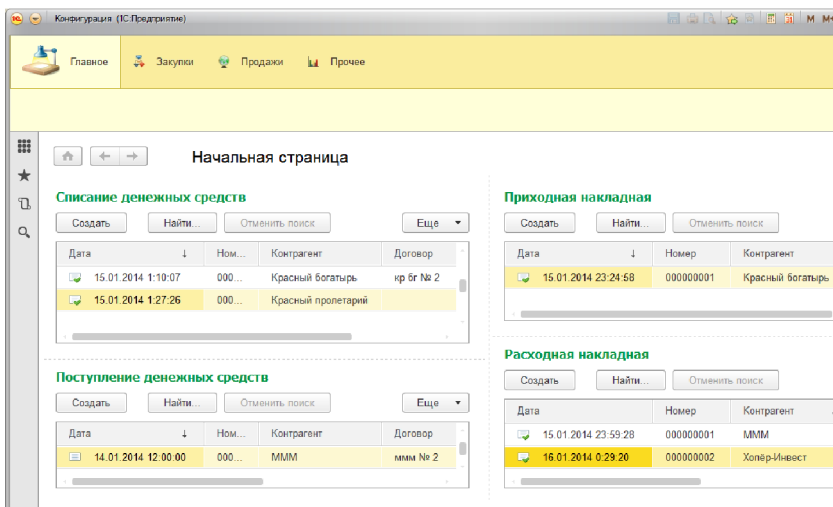 1С Конфигурация (1С:Предприятие) M M+
Главное Закупки Продажи Прочее
Начальная страница
Списание денежных средств
Создать Найти... Отменить поиск Еще
Дата ↓ Ном... Контрагент Договор
15.01.2014 1:10:07 000... Красный богатырь кр бг № 2
15.01.2014 1:27:26 000... Красный пролетарий
Поступление денежных средств
Создать Найти... Отменить поиск Еще
Дата ↓ Ном... Контрагент Договор
14.01.2014 12:00:00 000... МММ ммм № 2
Приходная накладная
Создать Найти... Отменить поиск
Дата ↓ Номер Контрагент
15.01.2014 23:24:58 000000001 Красный богатырь
Расходная накладная
Создать Найти... Отменить поиск
Дата Номер Контрагент
15.01.2014 23:59:28 000000001 МММ
16.01.2014 0:29:20 000000002 Хопёр-Инвест